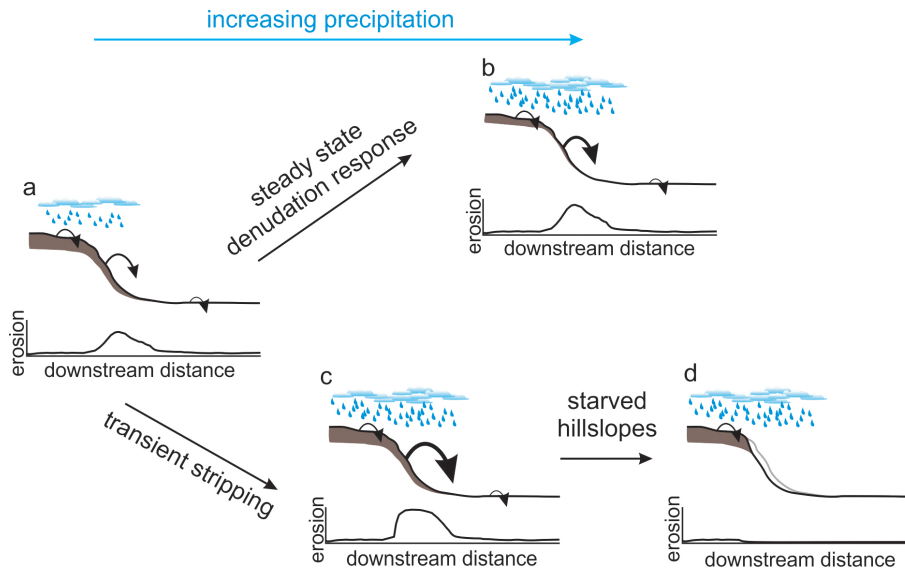 increasing precipitation
b
steady state
denudation response
a
erosion
downstream distance
erosion
downstream distance
c
transient stripping
starved
hillslopes
d
erosion
downstream distance
erosion
downstream distance